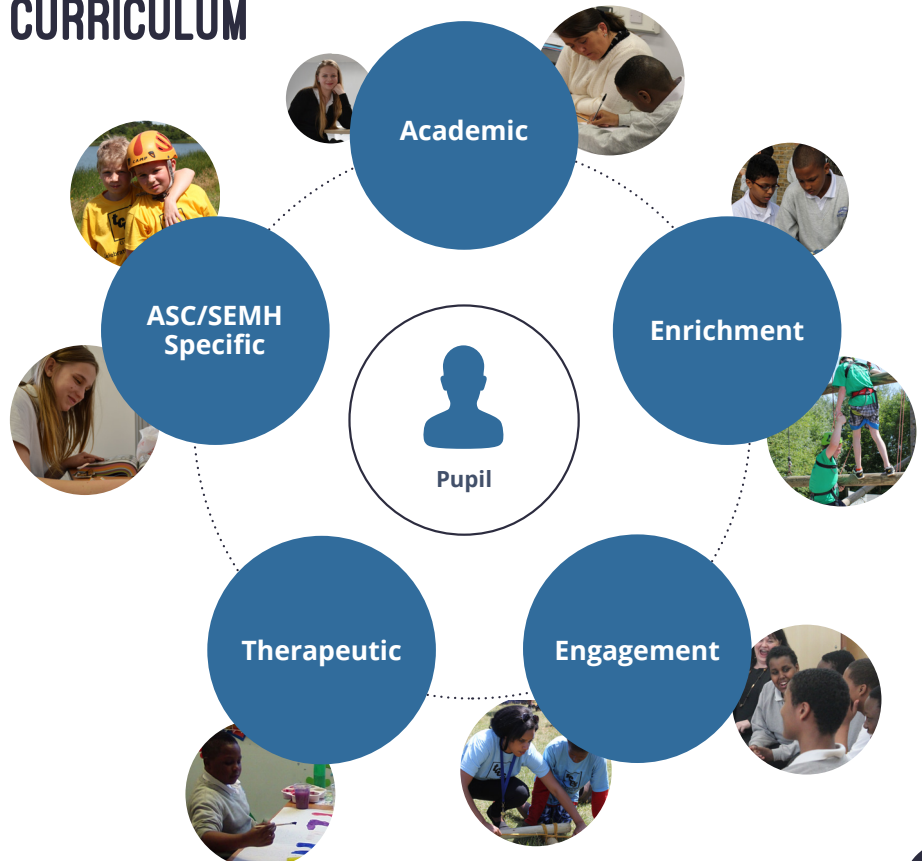 CURRICULUM
Academic
ASC/SEMH
Specific
Enrichment
Pupil
Therapeutic
Engagement